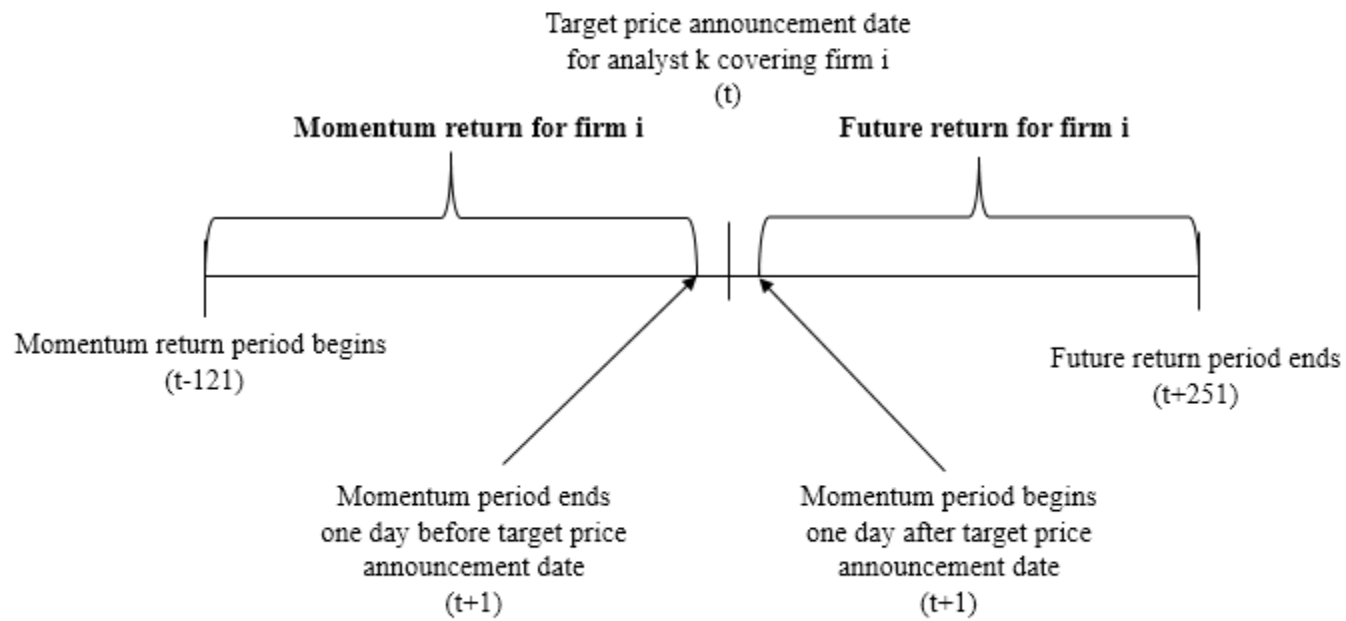 Target price announcement date
for analyst k covering firm i
(t)
Momentum return for firm i
Future return for firm i
Momentum return period begins
(t-121)
Future return period ends
(t+251)
Momentum period ends
one day before target price
announcement date
(t+1)
Momentum period begins
one day after target price
announcement date
(t+1)